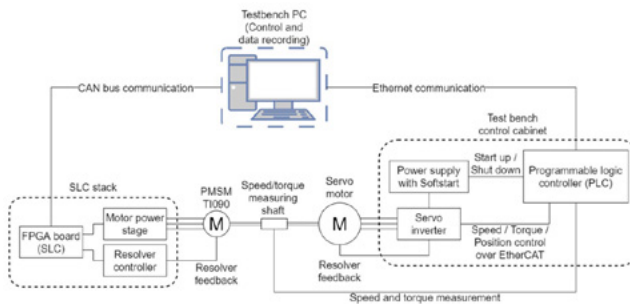 Testbench PC
(Control and
data recording)
CAN bus communication
Ethernet communication
Test bench
control cabinet
SLC stack
FPGA board
(SLC)
Motor power
stage
Resolver
controller
PMSM
TI090
M
Resolver
feedback
Speed/torque
measuring
shaft
Servo
motor
M
Resolver
feedback
Power supply
with Softstart
Start up /
Shut down
Programmable logic
controller (PLC)
Servo
inverter
Speed / Torque /
Position control
over EtherCAT
Speed and torque measurement